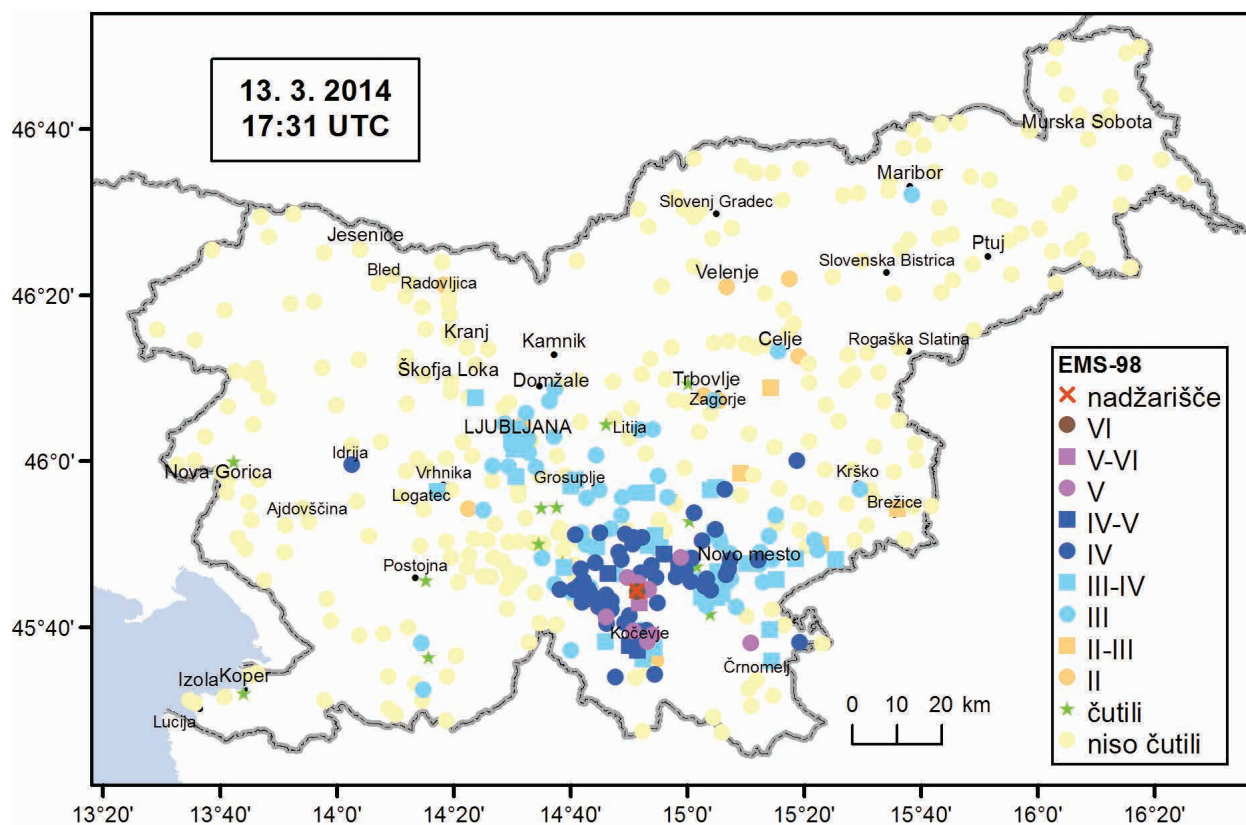 13. 3. 2014
17:31 UTC
46°40'
46°20'
46°0'
45°40'
Murska Sobota
Maribor
Slovenj Gradec
Jesenice
Ptuj
Bled
Velenje
Slovenska Bistrica
Radovljica
Kranj
Kamnik
Celje
Rogaška Slatina
Škofja Loka
Domžale
Trbovlje
Zagorje
LJUBLJANA
Litija
Idrija
Nova Gorica
Vrhnika
Grosuplje
Krško
Logatec
Ajdovščina
Brežice
Postojna
Novo mesto
Kočevje
Črnomelj
Izola
Koper
Lucija
0 10 20 km
EMS-98
nadžarišče
VI
V-VI
V
IV-V
IV
III-IV
III
II-III
II
čutili
niso čutili
13°20' 13°40' 14°0' 14°20' 14°40' 15°0' 15°20' 15°40' 16°0' 16°20'